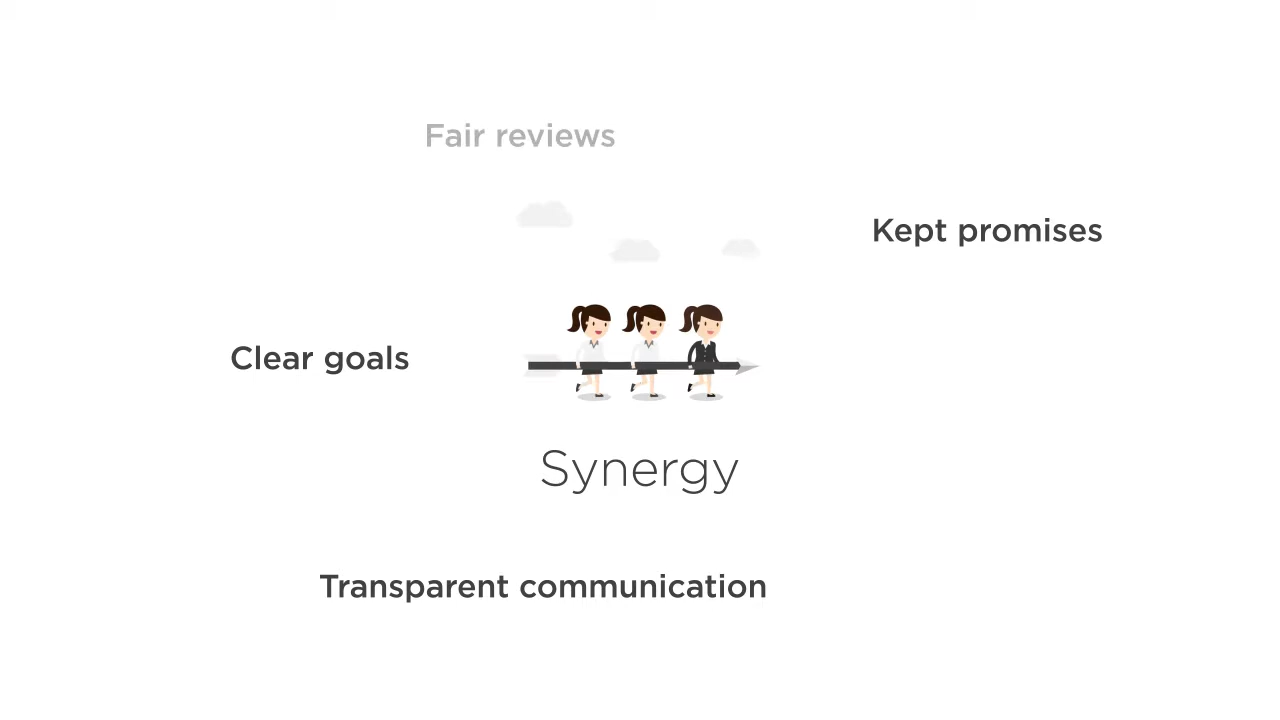 Fair reviews
Kept promises
Clear goals
Synergy
Transparent communication